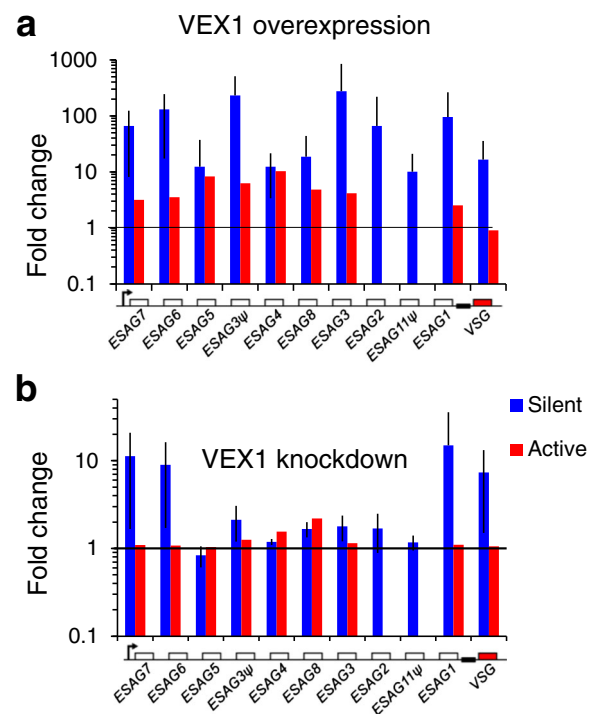 a
VEX1 overexpression
Fold change
1000
100
10
1
0.1
ESAG7
ESAG6
ESAG5
ESAG3ψ
ESAG4
ESAG8
ESAG3
ESAG2
ESAG11ψ
ESAG1
VSG
b
VEX1 knockdown
Silent
Active
Fold change
10
1
0.1
ESAG7
ESAG6
ESAG5
ESAG3ψ
ESAG4
ESAG8
ESAG3
ESAG2
ESAG11ψ
ESAG1
VSG